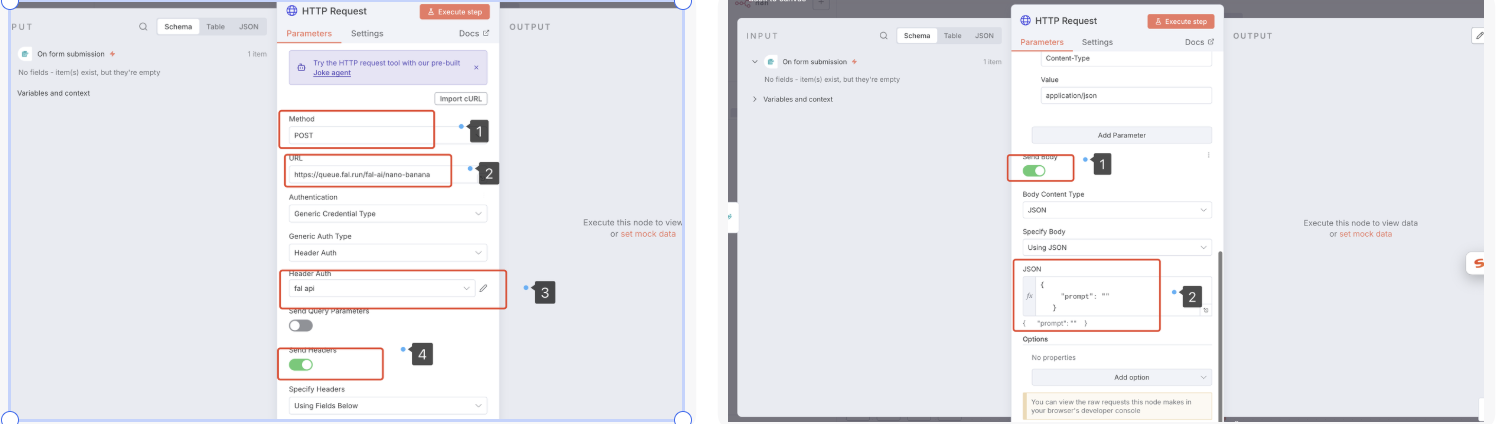 PUT
Schema Table JSON
On form submission
1 item
No fields - item(s) exist, but they're empty
Variables and context
HTTP Request
Execute step
Parameters Settings Docs
Try the HTTP request tool with our pre-built
Joke agent
Import cURL
Method
POST
1
URL
https://queue.fal.run/fal-ai/nano-banana
2
Authentication
Generic Credential Type
Generic Auth Type
Header Auth
Header Auth
fal api
3
Send Query Parameters
Send Headers
4
Specify Headers
Using Fields Below
OUTPUT
Execute this node to view
or set mock data
INPUT
Schema Table JSON
On form submission
1 item
No fields - item(s) exist, but they're empty
Variables and context
HTTP Request
Execute step
Parameters Settings Docs
Content-Type
Value
application/json
Add Parameter
Send Body
1
Body Content Type
JSON
Specify Body
Using JSON
JSON
fx
{
"prompt": ""
}
2
{ "prompt": "" }
Options
No properties
Add option
You can view the raw requests this node makes in
your browser's developer console
OUTPUT
Execute this node to view data
or set mock data